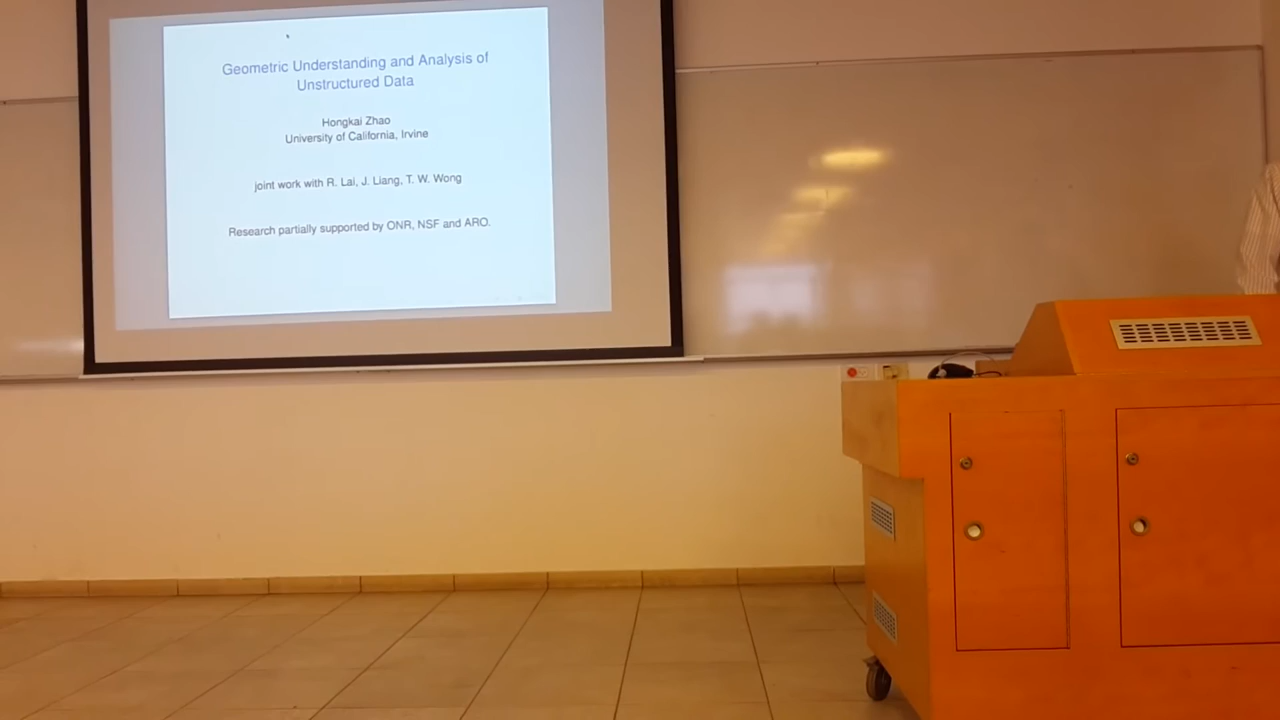 Geometric Understanding and Analysis of
Unstructured Data
Hongkai Zhao
University of California, Irvine
joint work with R. Lai, J. Liang, T. W. Wong
Research partially supported by ONR, NSF and ARO.